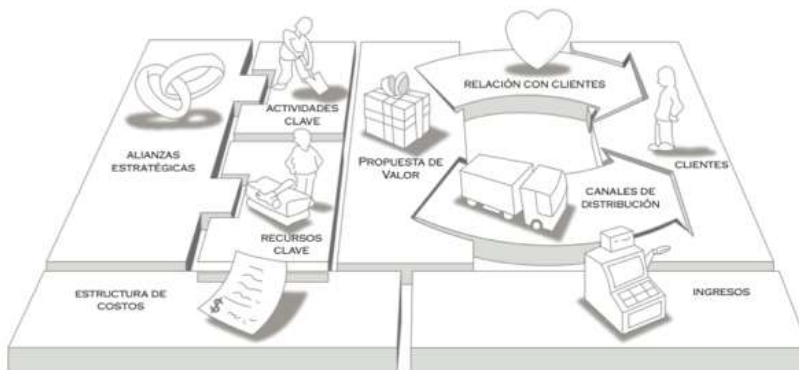 ALIANZAS
ESTRATÉGICAS
ACTIVIDADES
CLAVE
RECURSOS
CLAVE
PROPUESTA DE
VALOR
RELACIÓN CON CLIENTES
CANALES DE
DISTRIBUCIÓN
CLIENTES
ESTRUCTURA DE
COSTOS
$
INGRESOS